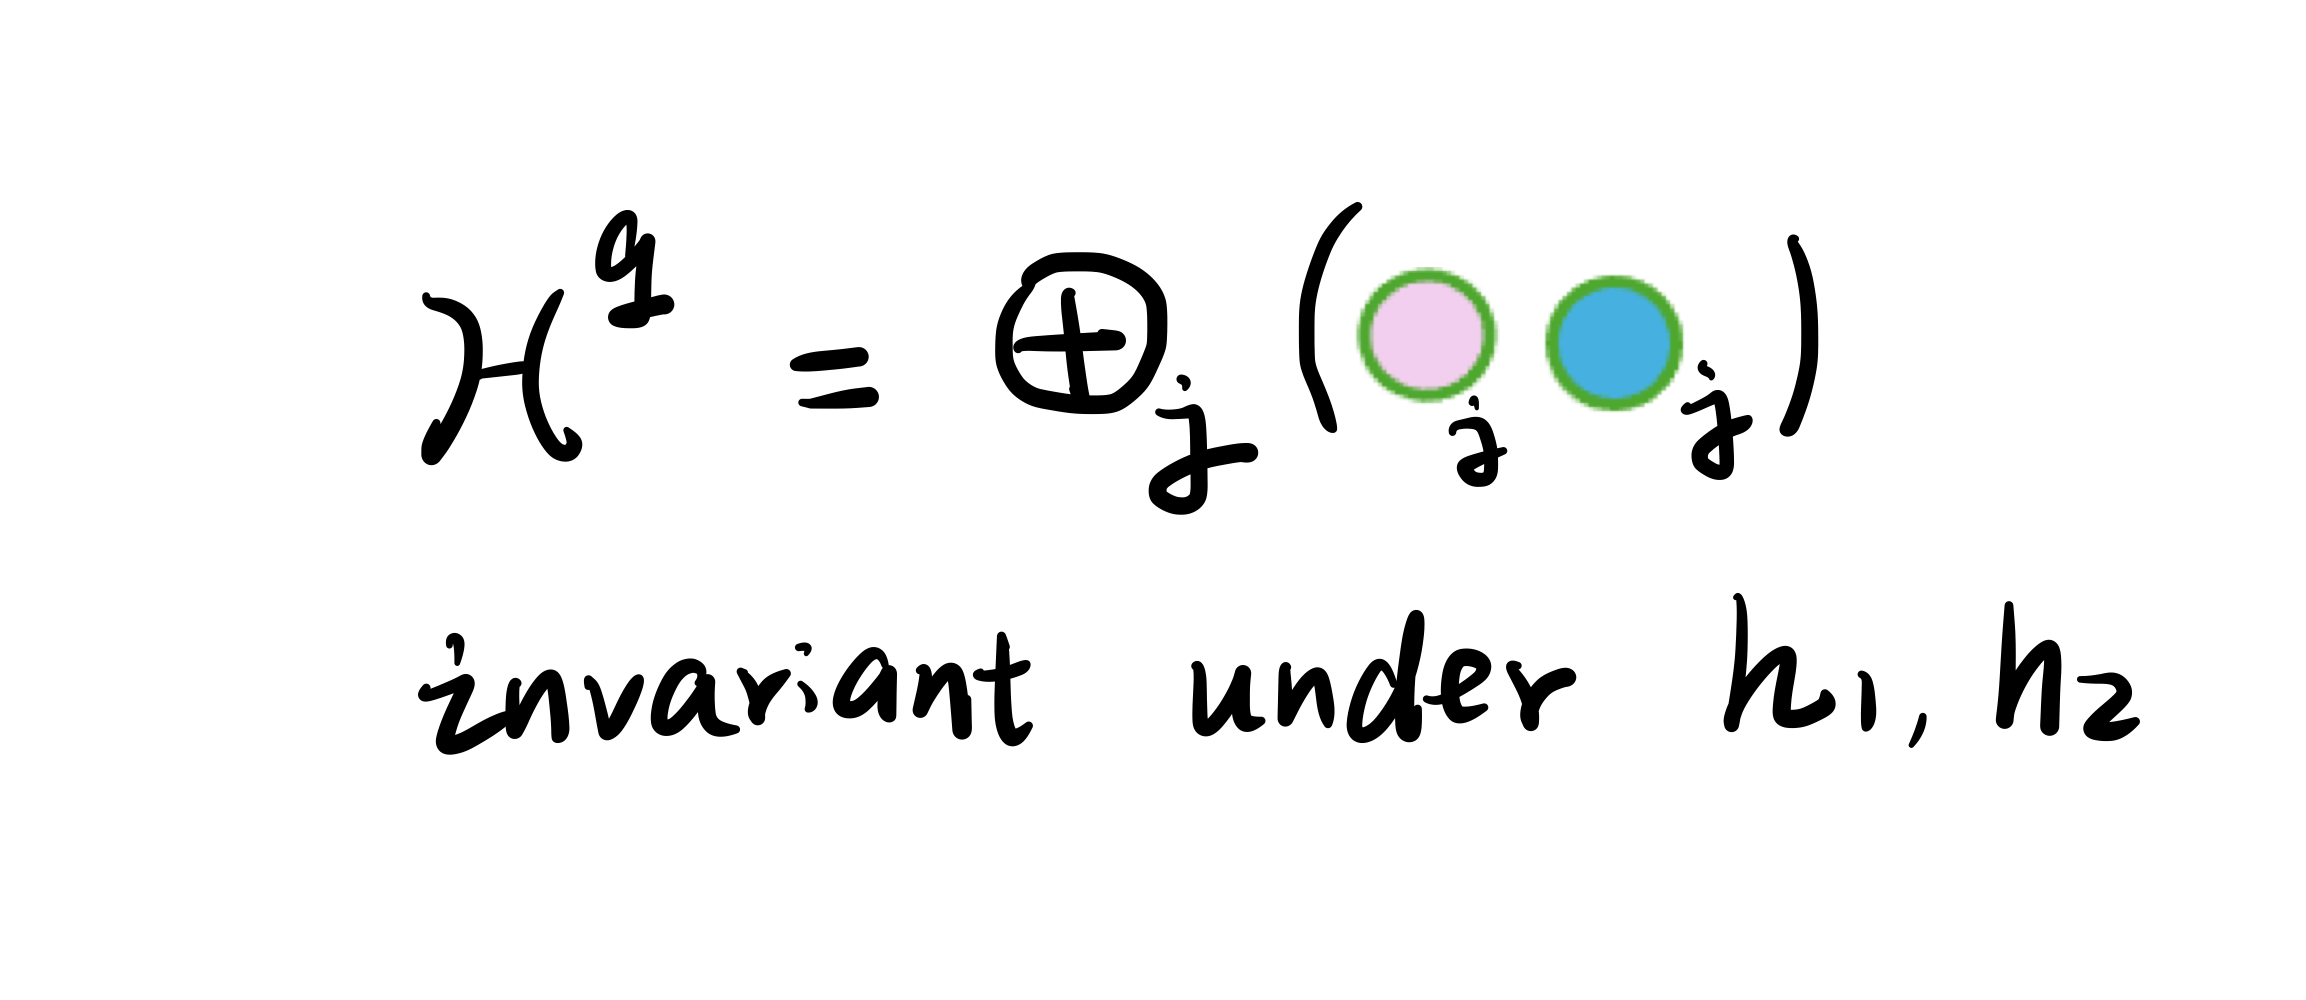 H^q = ⊕_j ( _j _j )
invariant under h1, h2